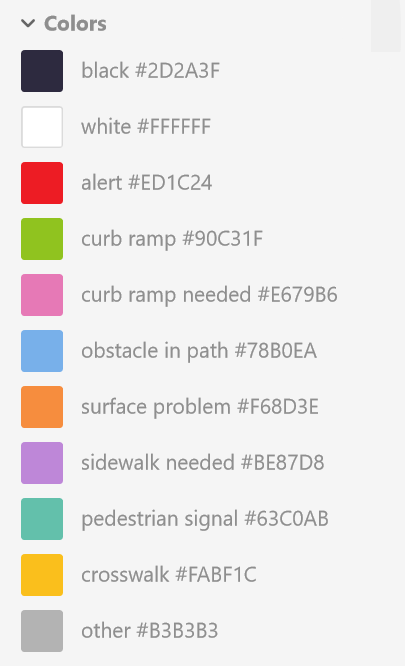 Colors
black #2D2A3F
white #FFFFFF
alert #ED1C24
curb ramp #90C31F
curb ramp needed #E679B6
obstacle in path #78B0EA
surface problem #F68D3E
sidewalk needed #BE87D8
pedestrian signal #63C0AB
crosswalk #FABF1C
other #B3B3B3